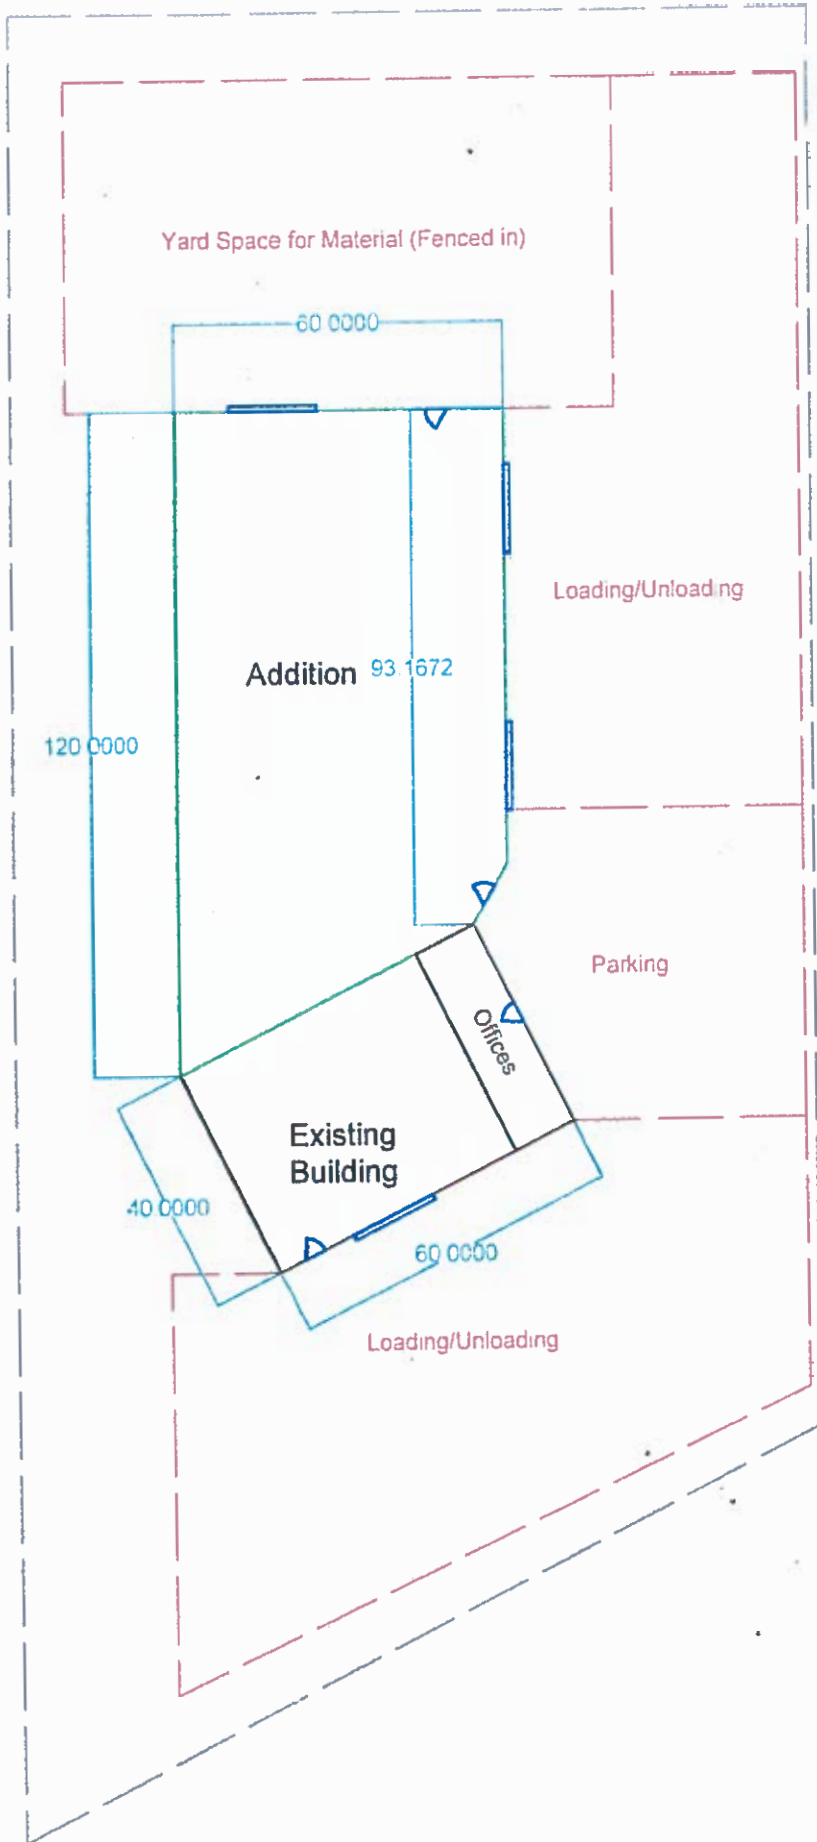 Yard Space for Material (Fenced in)
60.0000
Loading/Unloading
Addition
93.1672
120.0000
Parking
Offices
Existing
Building
40.0000
60.0000
Loading/Unloading